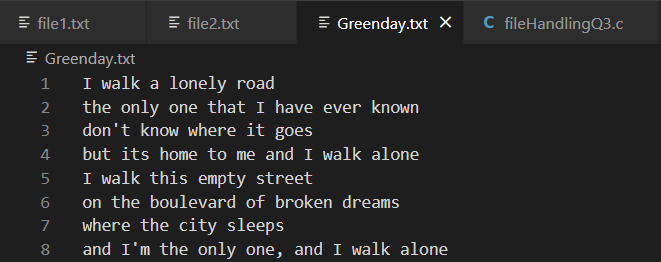 file1.txt file2.txt Greenday.txt × C fileHandlingQ3.c
Greenday.txt
1 I walk a lonely road
2 the only one that I have ever known
3 don't know where it goes
4 but its home to me and I walk alone
5 I walk this empty street
6 on the boulevard of broken dreams
7 where the city sleeps
8 and I'm the only one, and I walk alone